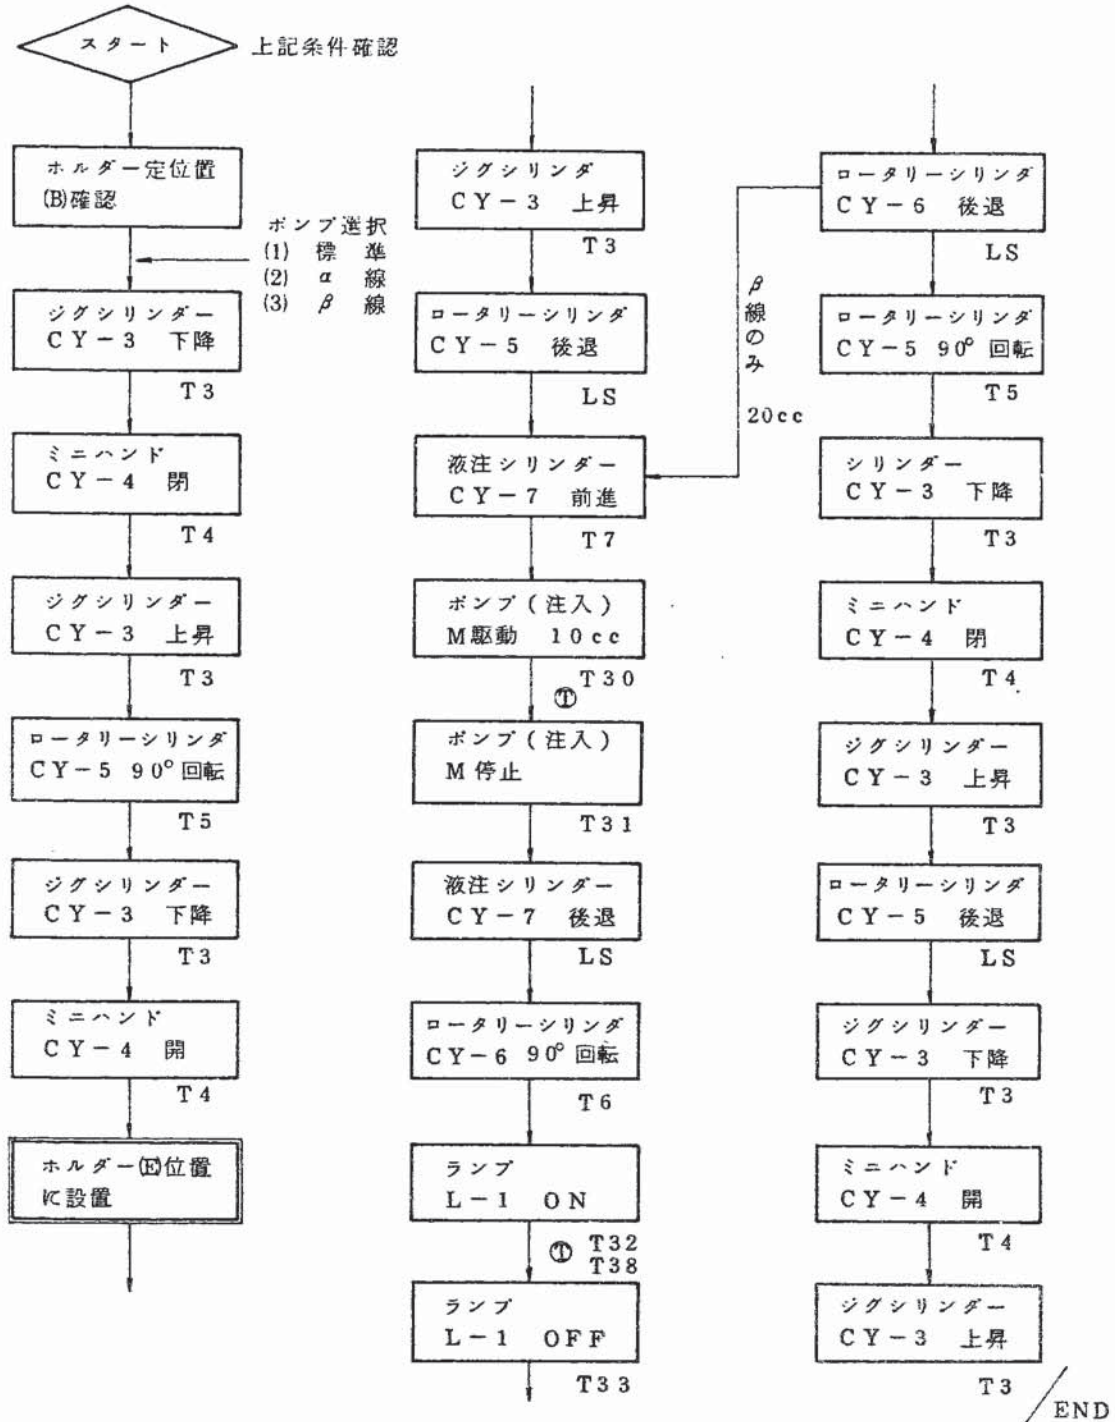 スタート
上記条件確認
ホルダー定位置
(B)確認
ポンプ選択
(1) 標準
(2) α線
(3) β線
ジグシリンダー
CY-3 下降
T3
ミニハンド
CY-4 閉
T4
ジグシリンダー
CY-3 上昇
T3
ロータリーシリンダ
CY-5 90°回転
T5
ジグシリンダー
CY-3 下降
T3
ミニハンド
CY-4 開
T4
ホルダー(E)位置
に設置
ジグシリンダ
CY-3 上昇
T3
ロータリーシリンダ
CY-5 後退
LS
液注シリンダー
CY-7 前進
T7
ポンプ(注入)
M駆動 10cc
T30
Ⓣ
ポンプ(注入)
M停止
T31
液注シリンダー
CY-7 後退
LS
ロータリーシリンダ
CY-6 90°回転
T6
ランプ
L-1 ON
Ⓣ T32
T38
ランプ
L-1 OFF
T33
β線のみ
20cc
ロータリーシリンダ
CY-6 後退
LS
ロータリーシリンダ
CY-5 90°回転
T5
シリンダー
CY-3 下降
T3
ミニハンド
CY-4 閉
T4
ジグシリンダー
CY-3 上昇
T3
ロータリーシリンダ
CY-5 後退
LS
ジグシリンダー
CY-3 下降
T3
ミニハンド
CY-4 開
T4
ジグシリンダー
CY-3 上昇
T3
END